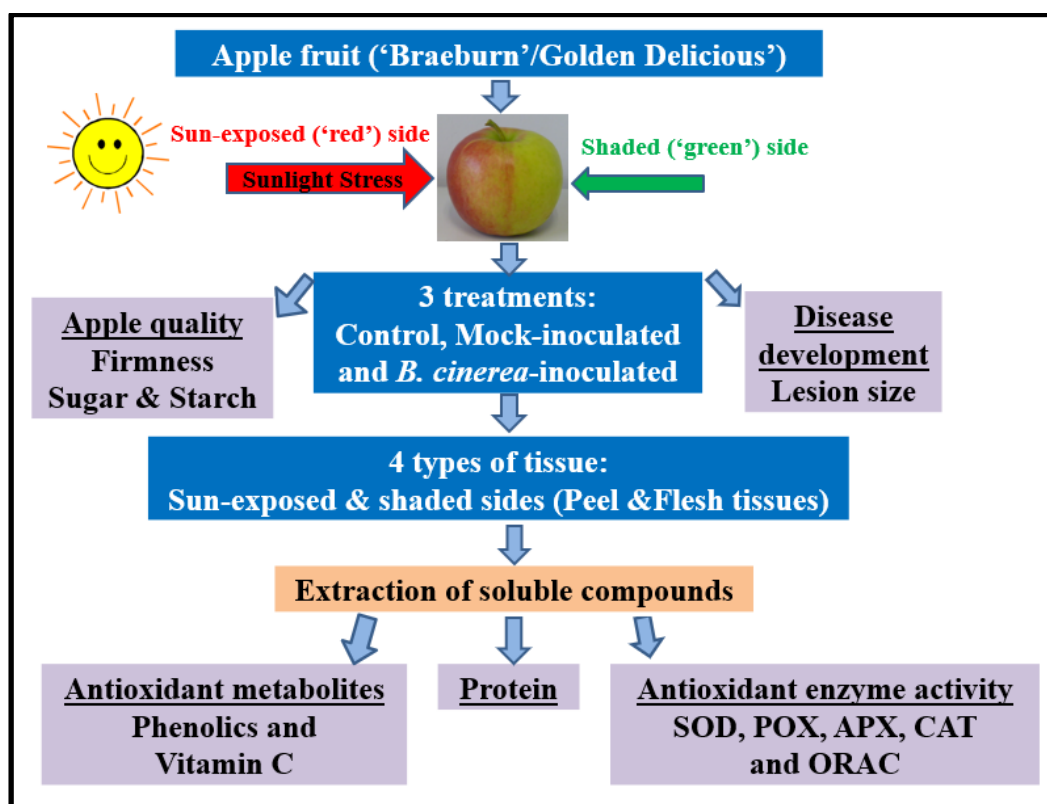 Apple fruit (‘Braeburn’/Golden Delicious’)
Sun-exposed (‘red’) side
Sunlight Stress
Shaded (‘green’) side
3 treatments:
Control, Mock-inoculated
and B. cinerea-inoculated
Apple quality
Firmness
Sugar & Starch
Disease
development
Lesion size
4 types of tissue:
Sun-exposed & shaded sides (Peel &Flesh tissues)
Extraction of soluble compounds
Antioxidant metabolites
Phenolics and
Vitamin C
Protein
Antioxidant enzyme activity
SOD, POX, APX, CAT
and ORAC